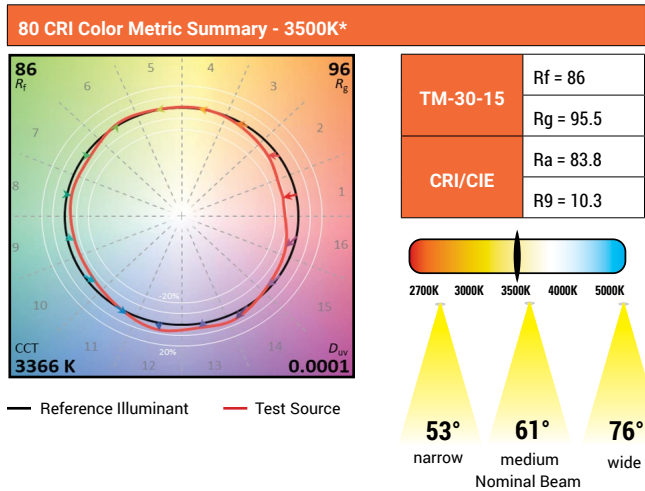 80 CRI Color Metric Summary - 3500K*
86
Rf
96
Rg
5
4
6
3
7
2
8
1
9
16
10
15
11
14
12
13
-20%
20%
CCT
3366 K
Duv
0.0001
Reference Illuminant
Test Source
TM-30-15
Rf = 86
Rg = 95.5
CRI/CIE
Ra = 83.8
R9 = 10.3
2700K 3000K 3500K 4000K 5000K
53° 61° 76°
narrow medium wide
Nominal Beam